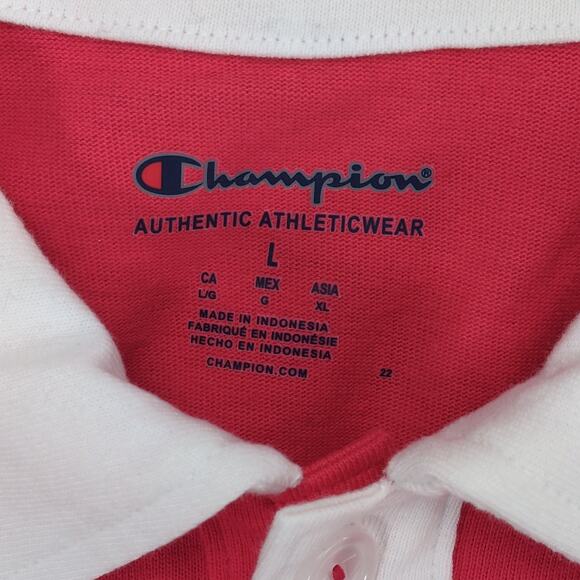 Champion®
AUTHENTIC ATHLETICWEAR
L
CA MEX ASIA
L/G G XL
MADE IN INDONESIA
FABRIQUÉ EN INDONÉSIE
HECHO EN INDONESIA
CHAMPION.COM 22